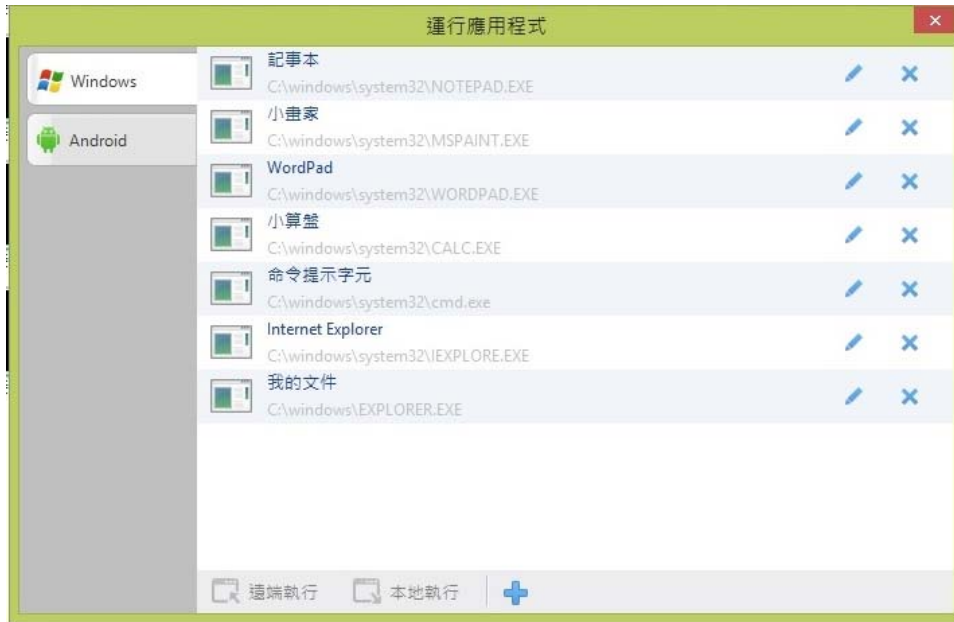 運行應用程式
Windows
Android
記事本
C:\windows\system32\NOTEPAD.EXE
小畫家
C:\windows\system32\MSPAINT.EXE
WordPad
C:\windows\system32\WORDPAD.EXE
小算盤
C:\windows\system32\CALC.EXE
命令提示字元
C:\windows\system32\cmd.exe
Internet Explorer
C:\windows\system32\IEXPLORE.EXE
我的文件
C:\windows\EXPLORER.EXE
遠端執行 本地執行